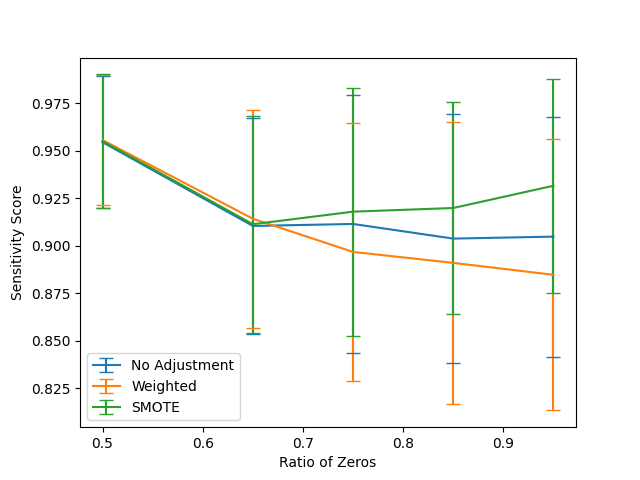 0.975
0.950
0.925
0.900
0.875
0.850
0.825
Sensitivity Score
No Adjustment
Weighted
SMOTE
0.5 0.6 0.7 0.8 0.9
Ratio of Zeros